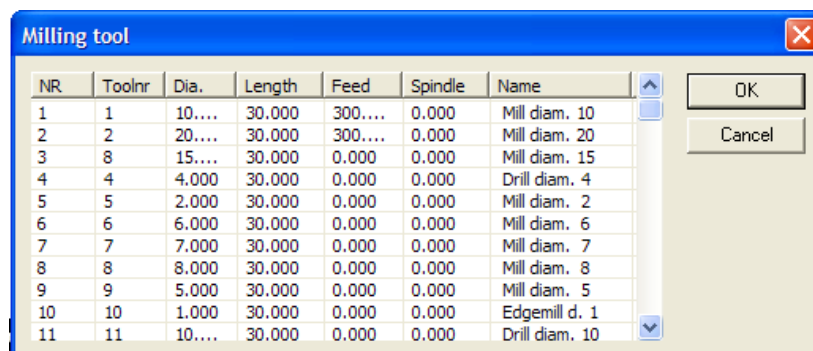 Milling tool
NR Toolnr Dia. Length Feed Spindle Name
OK
1 1 10.... 30.000 300.... 0.000 Mill diam. 10
2 2 20.... 30.000 300.... 0.000 Mill diam. 20
Cancel
3 8 15.... 30.000 0.000 0.000 Mill diam. 15
4 4 4.000 30.000 0.000 0.000 Drill diam. 4
5 5 2.000 30.000 0.000 0.000 Mill diam. 2
6 6 6.000 30.000 0.000 0.000 Mill diam. 6
7 7 7.000 30.000 0.000 0.000 Mill diam. 7
8 8 8.000 30.000 0.000 0.000 Mill diam. 8
9 9 5.000 30.000 0.000 0.000 Mill diam. 5
10 10 1.000 30.000 0.000 0.000 Edgemill d. 1
11 11 10.... 30.000 0.000 0.000 Drill diam. 10